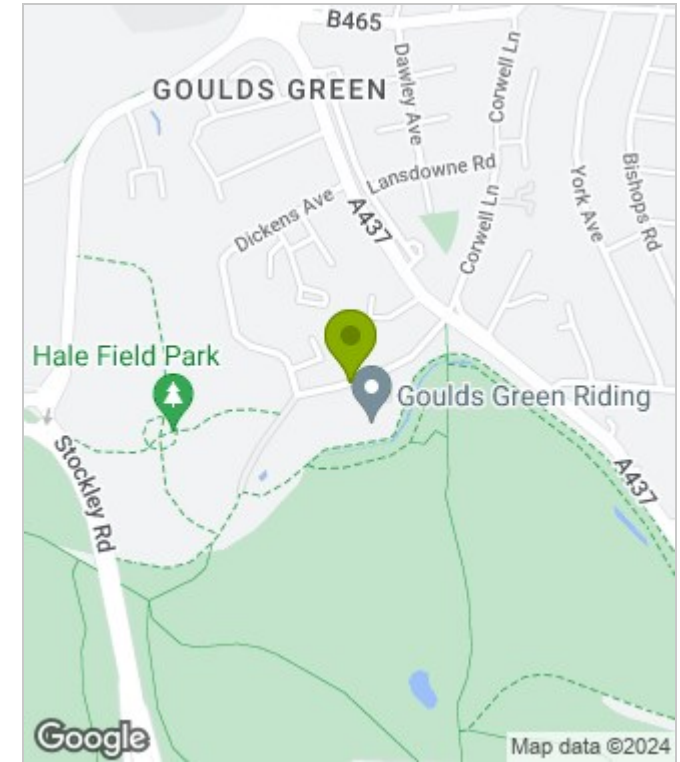 B465
GOULDS GREEN
Dawley Ave
Corwell Ln
Lansdowne Rd
Dickens Ave
A437
Corwell Ln
York Ave
Bishops Rd
Hale Field Park
Goulds Green Riding
Stockley Rd
A437
Google
Map data ©2024